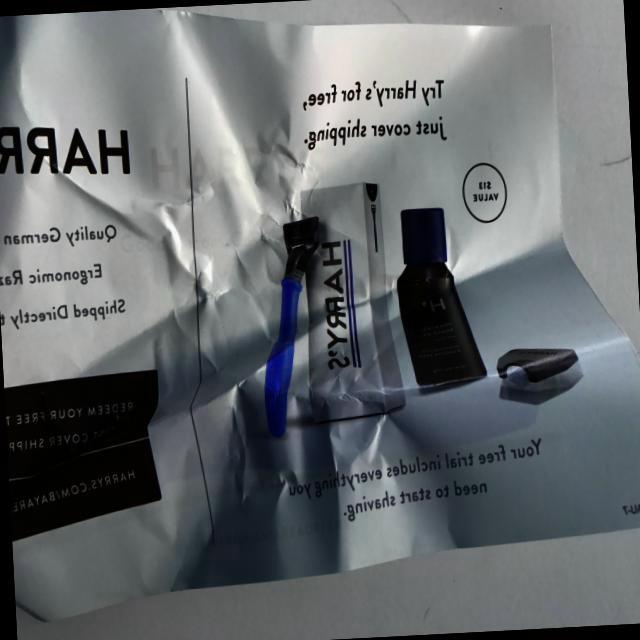 Try Harry's for free,
just cover shipping.
$13
VALUE
HARRY'S
H'
Your free trial includes everything you
need to start shaving.
HARR
Quality German
Ergonomic Raz
Shipped Directly t
REDEEM YOUR FREE T
JUST COVER SHIPP
HARRYS.COM/BAYARE